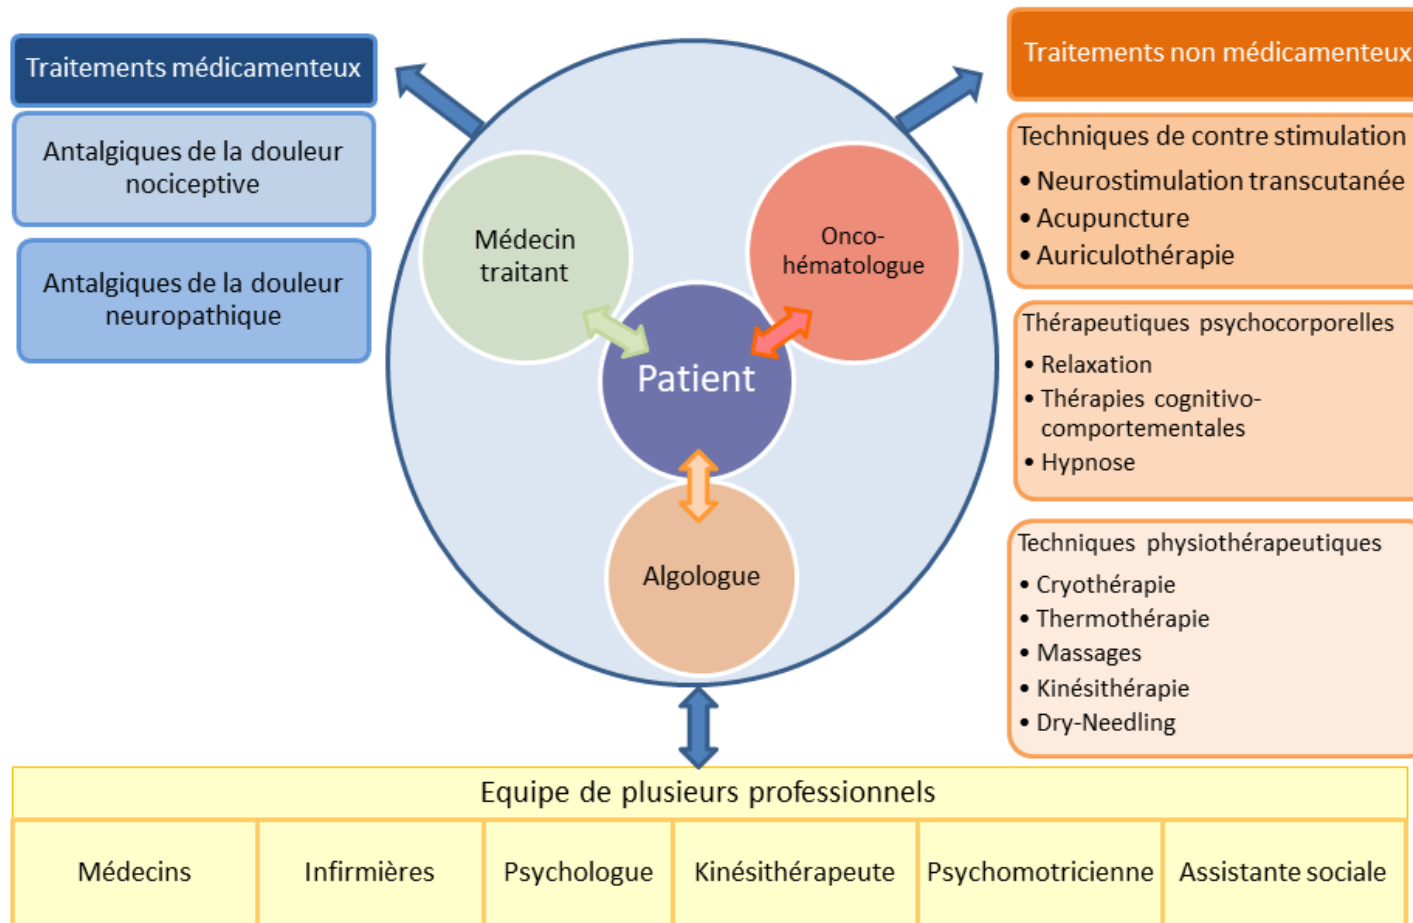 Traitements médicamenteux
Antalgiques de la douleur
nociceptive
Antalgiques de la douleur
neuropathique
Médecin
traitant
Onco-
hématologue
Patient
Algologue
Traitements non médicamenteux
Techniques de contre stimulation
• Neurostimulation transcutanée
• Acupuncture
• Auriculothérapie
Thérapeutiques psychocorporelles
• Relaxation
• Thérapies cognitivo-
comportementales
• Hypnose
Techniques physiothérapeutiques
• Cryothérapie
• Thermothérapie
• Massages
• Kinésithérapie
• Dry-Needling
Equipe de plusieurs professionnels
Médecins
Infirmières
Psychologue
Kinésithérapeute
Psychomotricienne
Assistante sociale